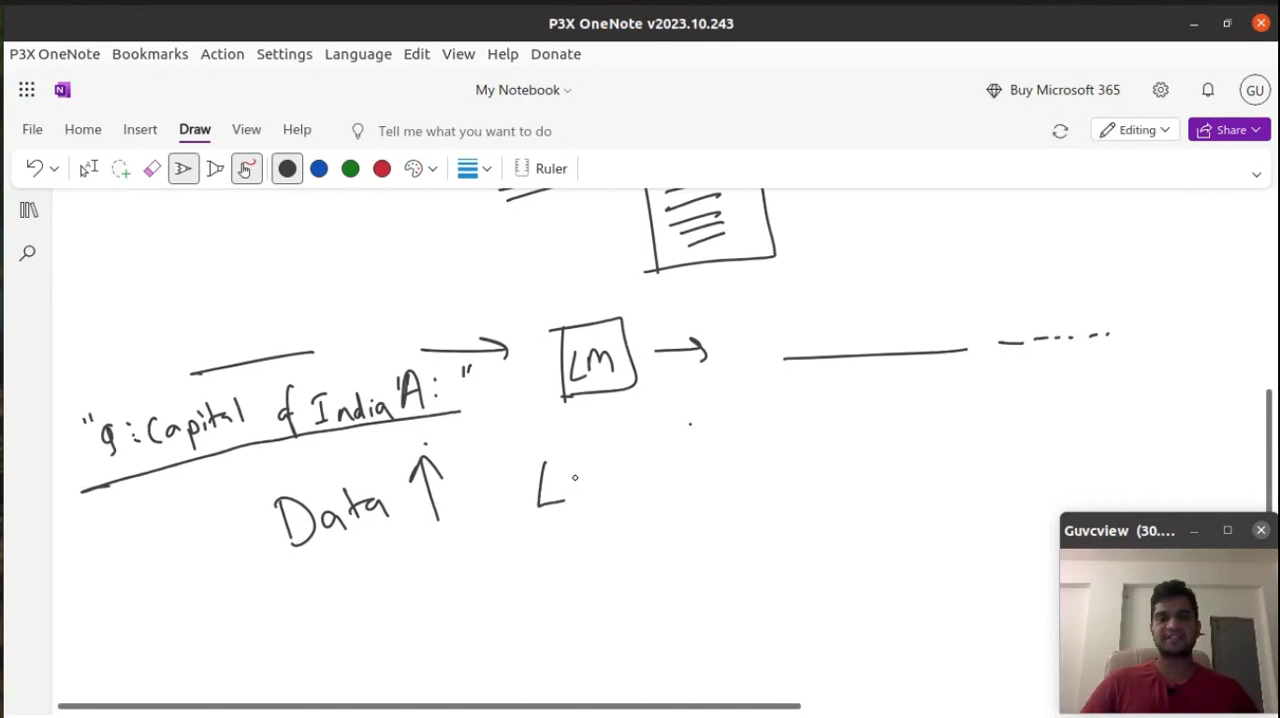 P3X OneNote v2023.10.243
P3X OneNote Bookmarks Action Settings Language Edit View Help Donate
My Notebook Buy Microsoft 365 GU
File Home Insert Draw View Help Tell me what you want to do Editing Share
Ruler
LM
"q: Capital of India A: "
Data ↑ L
Guvcview (30....